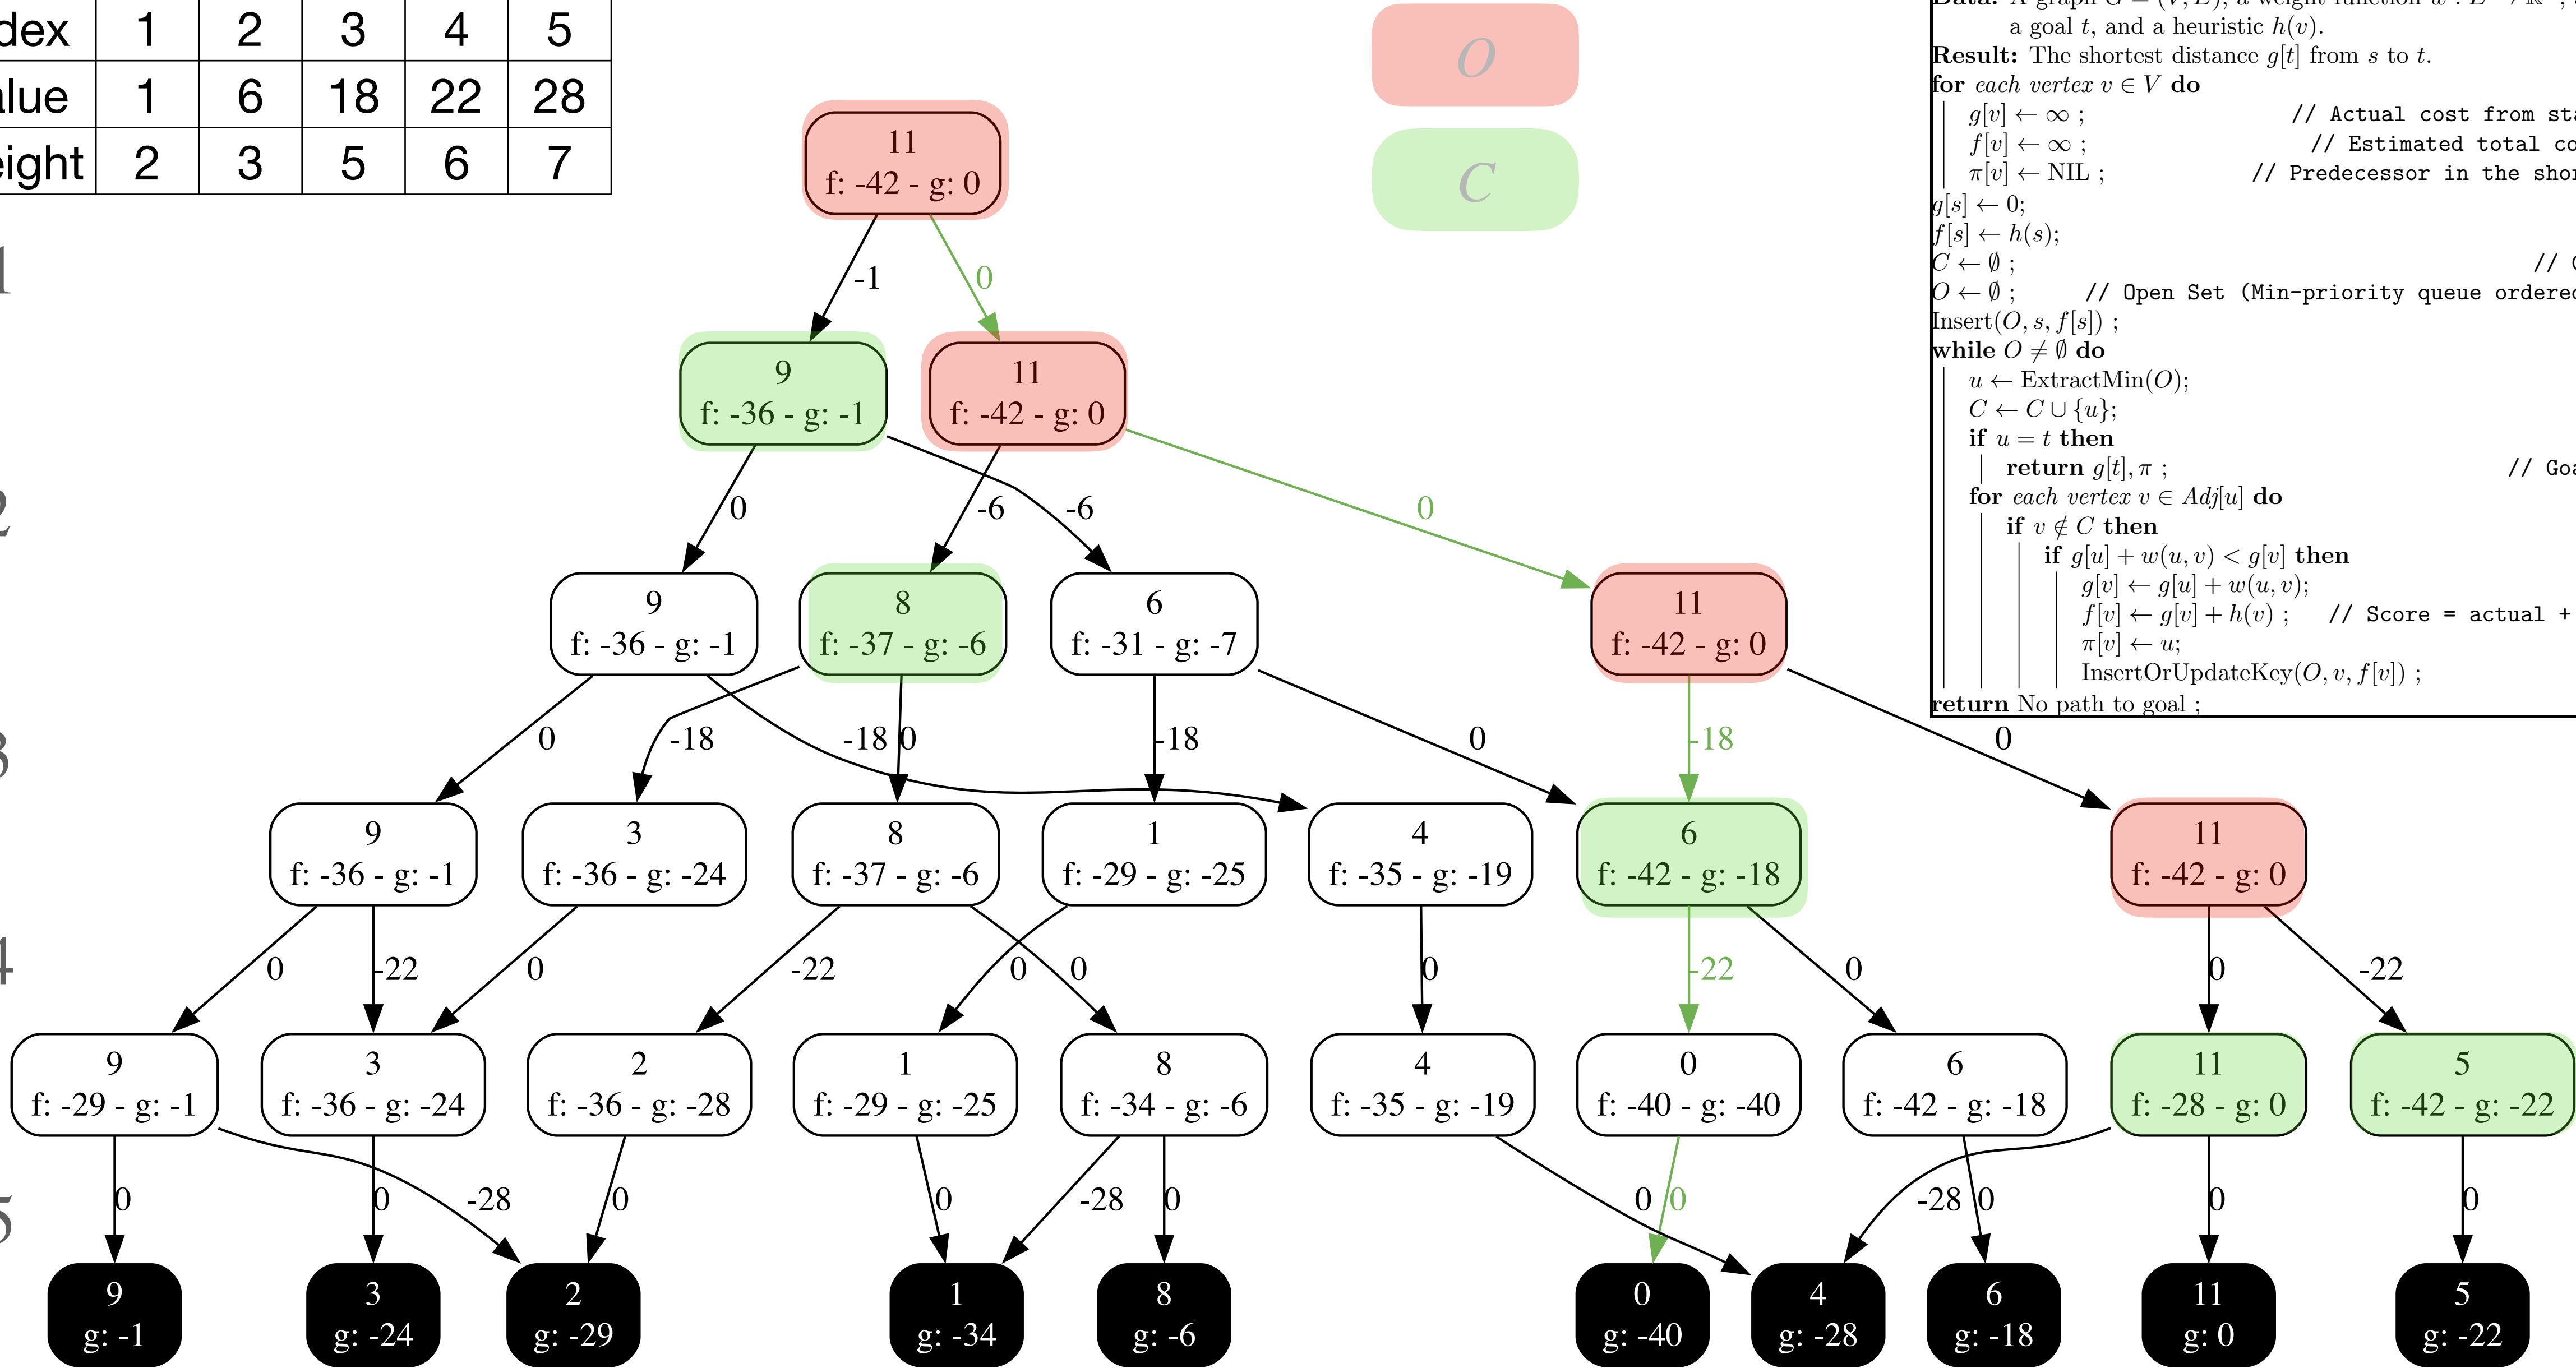 1 2 3 4 5
1 6 18 22 28
2 3 5 6 7
O
C
a goal t, and a heuristic h(v).
Result: The shortest distance g[t] from s to t.
for each vertex v ∈ V do
g[v] ← ∞ ; // Actual cost from
f[v] ← ∞ ; // Estimated total
π[v] ← NIL ; // Predecessor in the
g[s] ← 0;
f[s] ← h(s);
C ← ∅ ; //
O ← ∅ ; // Open Set (Min-priority queue
Insert(O, s, f[s]) ;
while O ≠ ∅ do
u ← ExtractMin(O);
C ← C ∪ {u};
if u = t then
return g[t], π ; //
for each vertex v ∈ Adj[u] do
if v ∉ C then
if g[u] + w(u, v) < g[v] then
g[v] ← g[u] + w(u, v);
f[v] ← g[v] + h(v) ; // Score = actual +
π[v] ← u;
InsertOrUpdateKey(O, v, f[v]) ;
return No path to goal ;
11
f: -42 - g: 0
1
-1 0
9 11
f: -36 - g: -1 f: -42 - g: 0
2
0 -6 -6 0
9 8 6 11
f: -36 - g: -1 f: -37 - g: -6 f: -31 - g: -7 f: -42 - g: 0
3
0 -18 -18 0 -18 0 -18 0
9 3 8 1 4 6 11
f: -36 - g: -1 f: -36 - g: -24 f: -37 - g: -6 f: -29 - g: -25 f: -35 - g: -19 f: -42 - g: -18 f: -42 - g: 0
4
0 -22 0 -22 0 0 0 -22 0 0 -22
9 3 2 1 8 4 0 6 11 5
f: -29 - g: -1 f: -36 - g: -24 f: -36 - g: -28 f: -29 - g: -25 f: -34 - g: -6 f: -35 - g: -19 f: -40 - g: -40 f: -42 - g: -18 f: -28 - g: 0 f: -42 - g: -22
5
0 0 -28 0 0 -28 0 0 0 -28 0 0 0
9 3 2 1 8 0 4 6 11 5
g: -1 g: -24 g: -29 g: -34 g: -6 g: -40 g: -28 g: -18 g: 0 g: -22